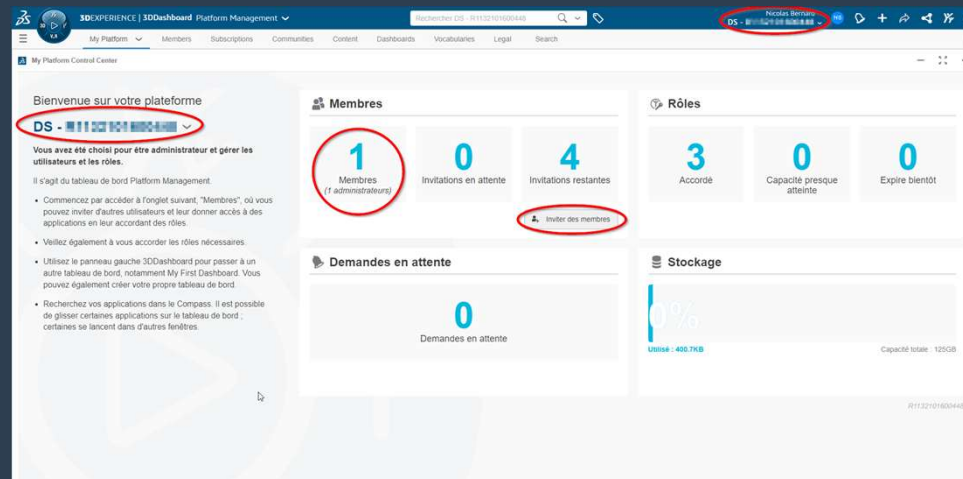 3DEXPERIENCE | 3DDashboard Platform Management
Rechercher DS - R1132101600448
Nicolas Bernard
DS -
V.R
My Platform
Members
Subscriptions
Communities
Content
Dashboards
Vocabularies
Legal
Search
My Platform Control Center
Bienvenue sur votre plateforme
DS -
Vous avez été choisi pour être administrateur et gérer les
utilisateurs et les rôles.
Il s'agit du tableau de bord Platform Management.
• Commencez par accéder à l'onglet suivant, "Membres", où vous
pouvez inviter d'autres utilisateurs et leur donner accès à des
applications en leur accordant des rôles.
• Veillez également à vous accorder les rôles nécessaires.
• Utilisez le panneau gauche 3DDashboard pour passer à un
autre tableau de bord, notamment My First Dashboard. Vous
pouvez également créer votre propre tableau de bord.
• Recherchez vos applications dans le Compass. Il est possible
de glisser certaines applications sur le tableau de bord ;
certaines se lancent dans d'autres fenêtres.
Membres
1
Membres
(1 administrateurs)
0
Invitations en attente
4
Invitations restantes
Inviter des membres
Rôles
3
Accordé
0
Capacité presque
atteinte
0
Expire bientôt
Demandes en attente
0
Demandes en attente
Stockage
0%
Utilisé : 400.7KB
Capacité totale : 125GB
R1132101600448